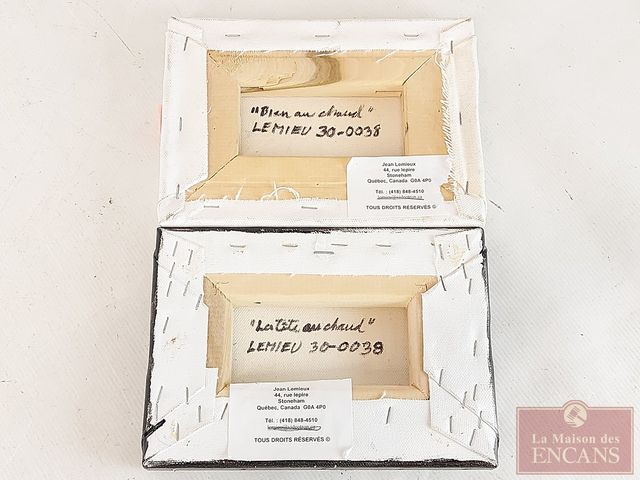 "Bien au chaud"
LEMIEU 30-0038
Jean Lemieux
44, rue lepire
Stoneham
Québec, Canada G0A 4P0
Tél. : (418) 848-4510
TOUS DROITS RÉSERVÉS ©
"La tête au chaud"
LEMIEU 30-0038
Jean Lemieux
44, rue lepire
Stoneham
Québec, Canada G0A 4P0
Tél. : (418) 848-4510
TOUS DROITS RÉSERVÉS ©
La Maison des
ENCANS